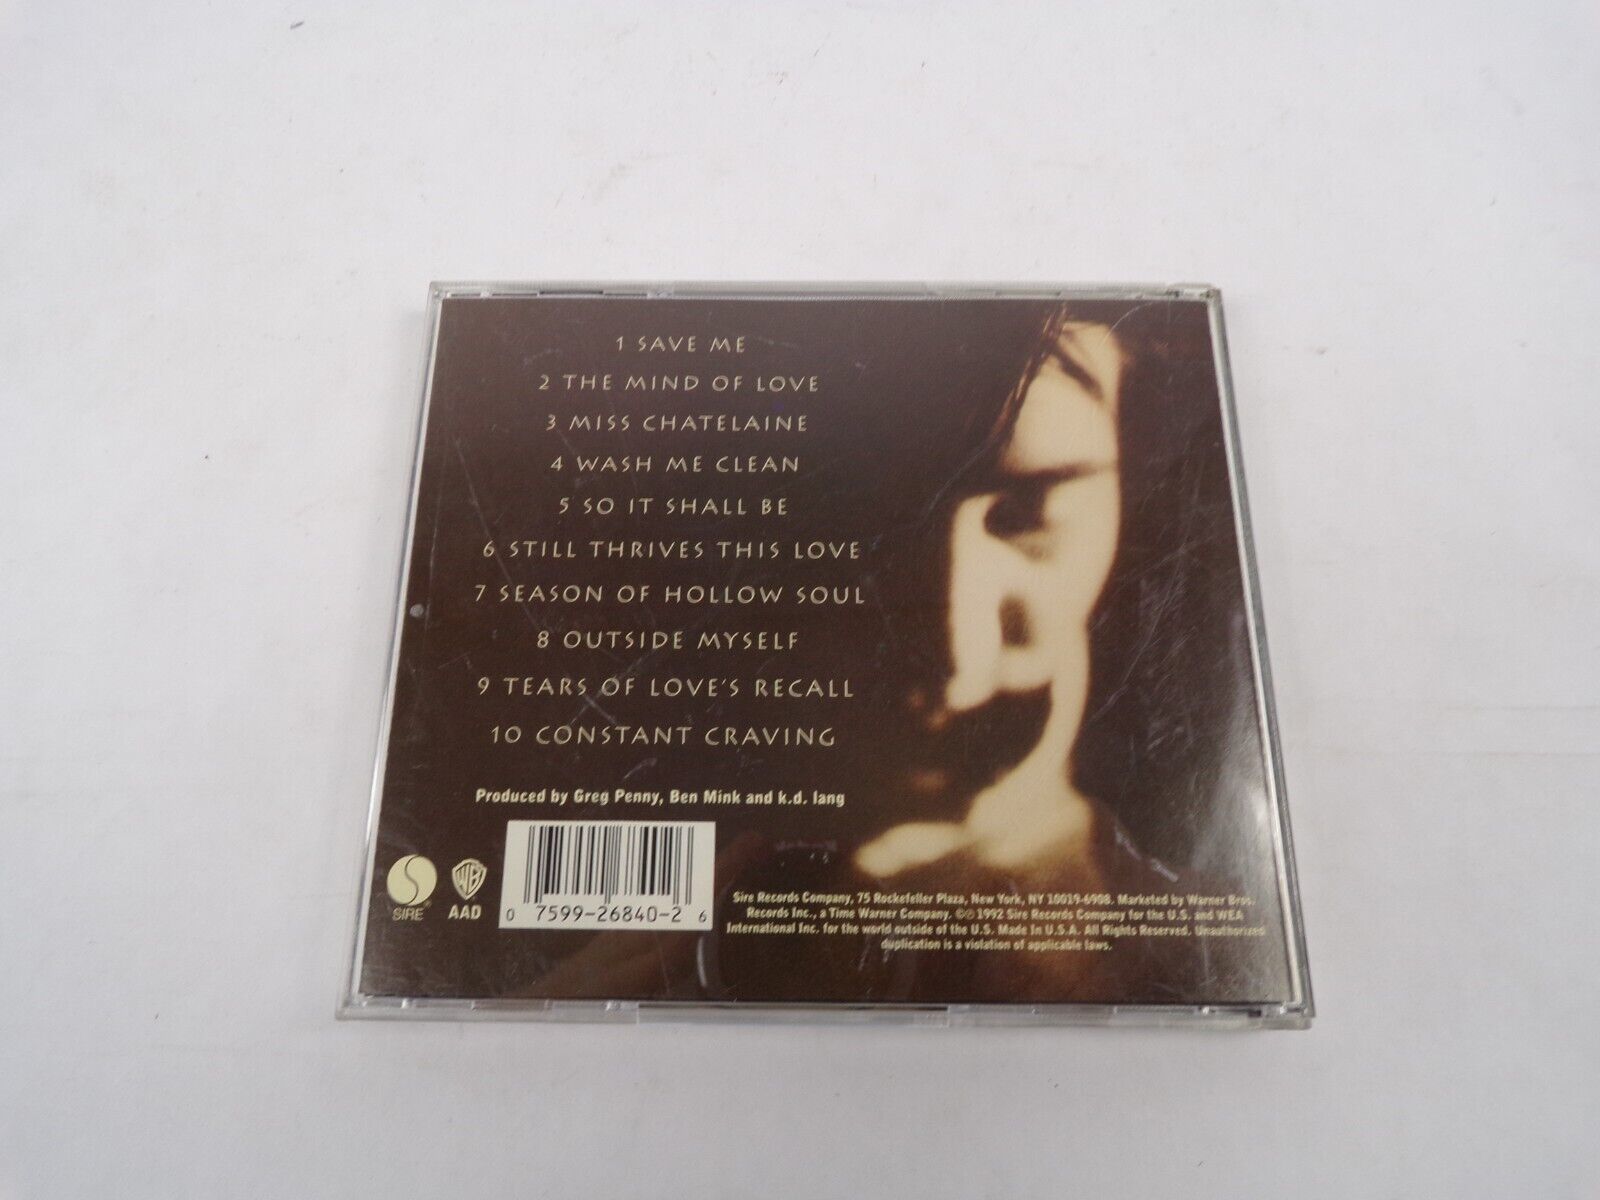 1 SAVE ME
2 THE MIND OF LOVE
3 MISS CHATELAINE
4 WASH ME CLEAN
5 SO IT SHALL BE
6 STILL THRIVES THIS LOVE
7 SEASON OF HOLLOW SOUL
8 OUTSIDE MYSELF
9 TEARS OF LOVE'S RECALL
10 CONSTANT CRAVING
Produced by Greg Penny, Ben Mink and k.d. lang
S
SIRE®
WB
AAD
0 7599-26840-2 6
Sire Records Company, 75 Rockefeller Plaza, New York, NY 10019-6908. Marketed by Warner Bros.
Records Inc., a Time Warner Company. ©℗ 1992 Sire Records Company for the U.S. and WEA
International Inc. for the world outside of the U.S. Made In U.S.A. All Rights Reserved. Unauthorized
duplication is a violation of applicable laws.